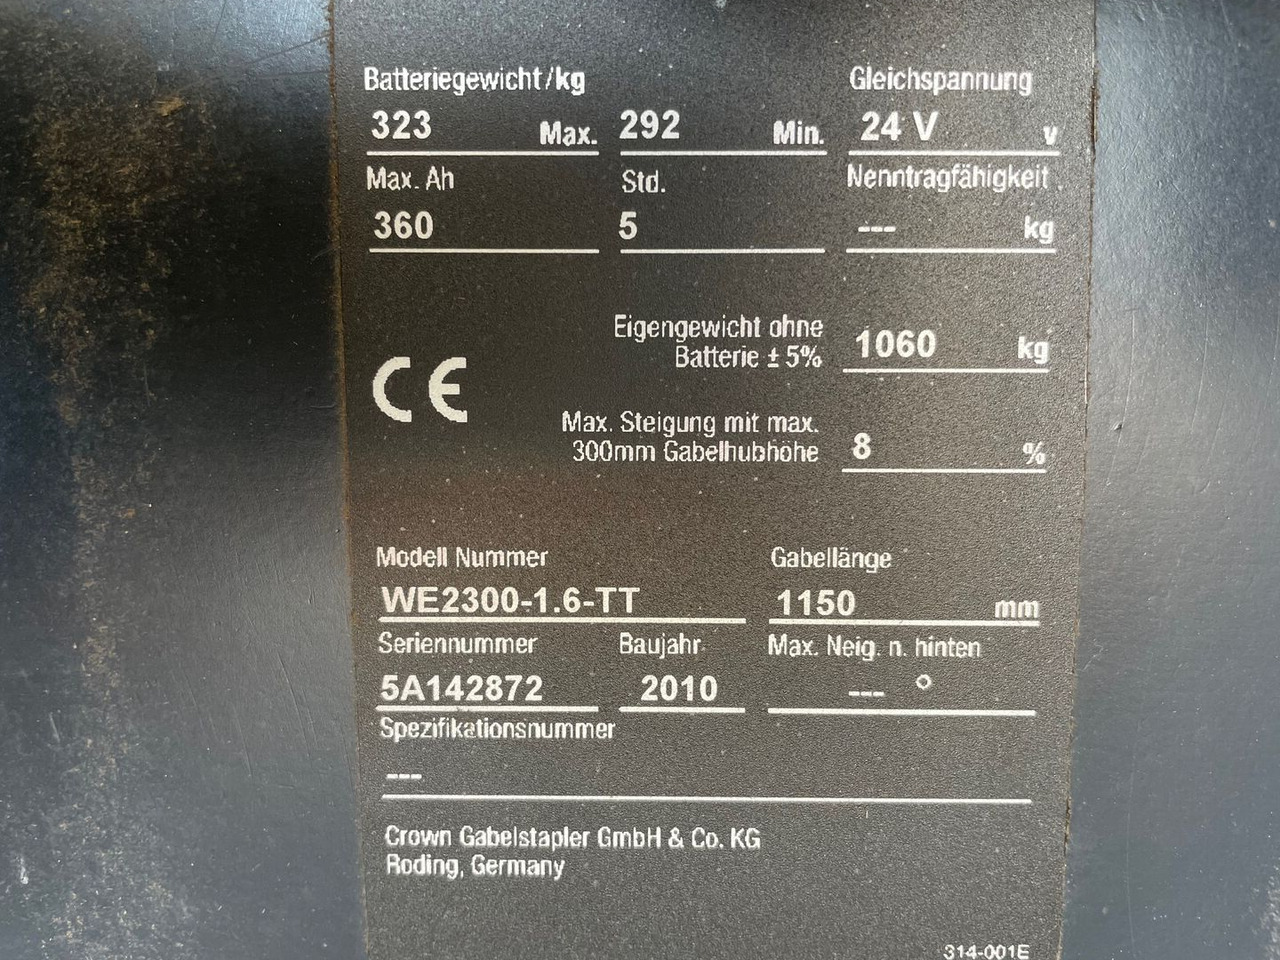 Batteriegewicht/kg Gleichspannung
323 Max. 292 Min. 24 V v
Max. Ah Std. Nenntragfähigkeit
360 5 --- kg
Eigengewicht ohne
Batterie ± 5% 1060 kg
CE
Max. Steigung mit max.
300mm Gabelhubhöhe 8 %
Modell Nummer Gabellänge
WE2300-1.6-TT 1150 mm
Seriennummer Baujahr Max. Neig. n. hinten
5A142872 2010 --- °
Spezifikationsnummer
---
Crown Gabelstapler GmbH & Co. KG
Roding, Germany
314-001E